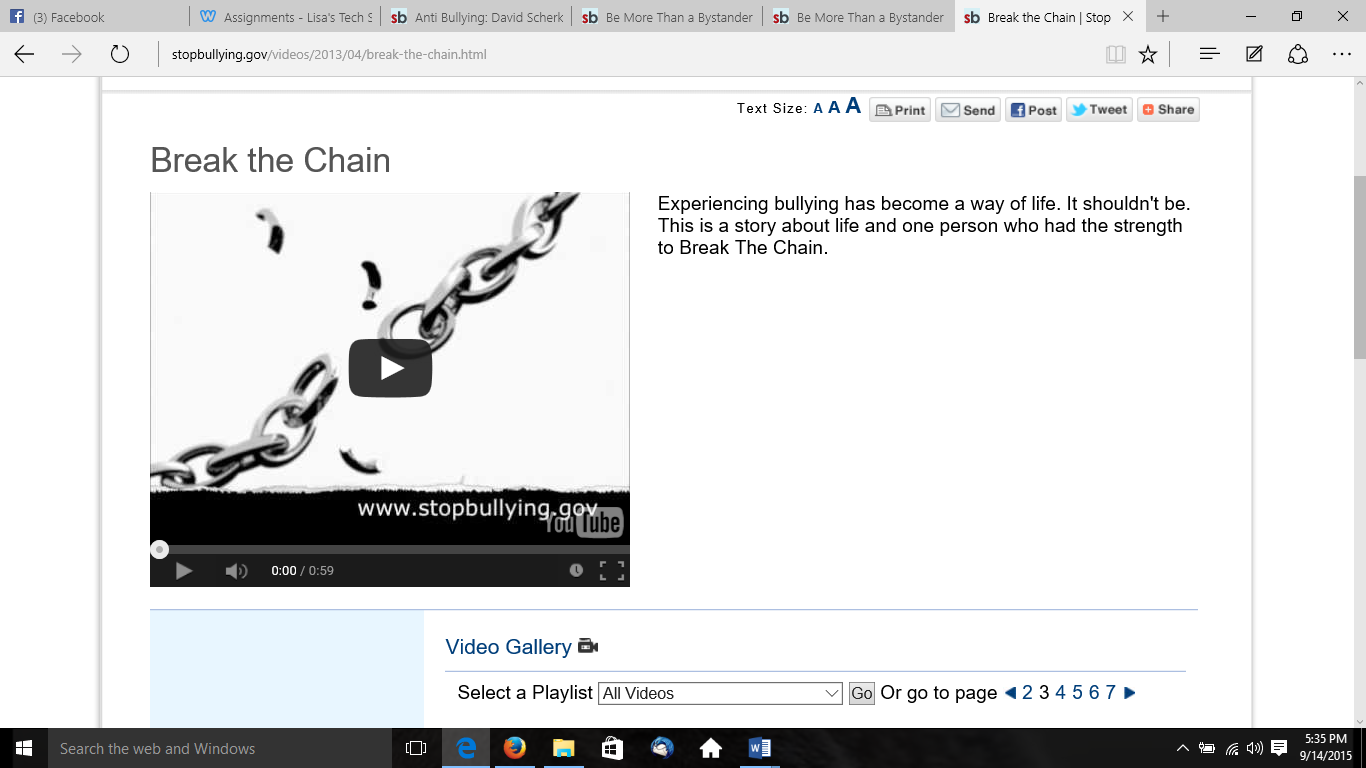 (3) Facebook
Assignments - Lisa's Tech S
sb Anti Bullying: David Scherk
sb Be More Than a Bystander
sb Be More Than a Bystander
sb Break the Chain | Stop
stopbullying.gov/videos/2013/04/break-the-chain.html
Text Size: A A A Print Send Post Tweet Share
Break the Chain
Experiencing bullying has become a way of life. It shouldn't be.
This is a story about life and one person who had the strength
to Break The Chain.
www.stopbullying.gov
YouTube
0:00 / 0:59
Video Gallery
Select a Playlist All Videos Go Or go to page 2 3 4 5 6 7
Search the web and Windows
5:35 PM
9/14/2015